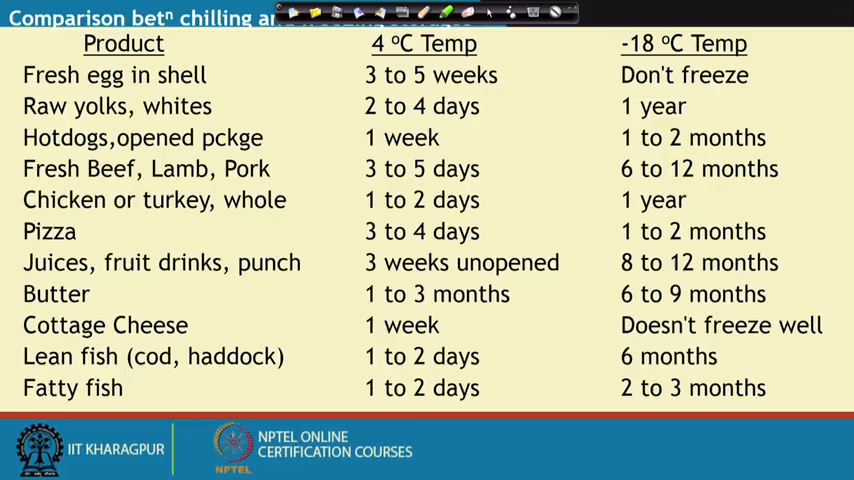 Comparison betⁿ chilling and freezing storages
Product 4 ºC Temp -18 ºC Temp
Fresh egg in shell 3 to 5 weeks Don't freeze
Raw yolks, whites 2 to 4 days 1 year
Hotdogs,opened pckge 1 week 1 to 2 months
Fresh Beef, Lamb, Pork 3 to 5 days 6 to 12 months
Chicken or turkey, whole 1 to 2 days 1 year
Pizza 3 to 4 days 1 to 2 months
Juices, fruit drinks, punch 3 weeks unopened 8 to 12 months
Butter 1 to 3 months 6 to 9 months
Cottage Cheese 1 week Doesn't freeze well
Lean fish (cod, haddock) 1 to 2 days 6 months
Fatty fish 1 to 2 days 2 to 3 months
IIT KHARAGPUR
NPTEL
NPTEL ONLINE
CERTIFICATION COURSES